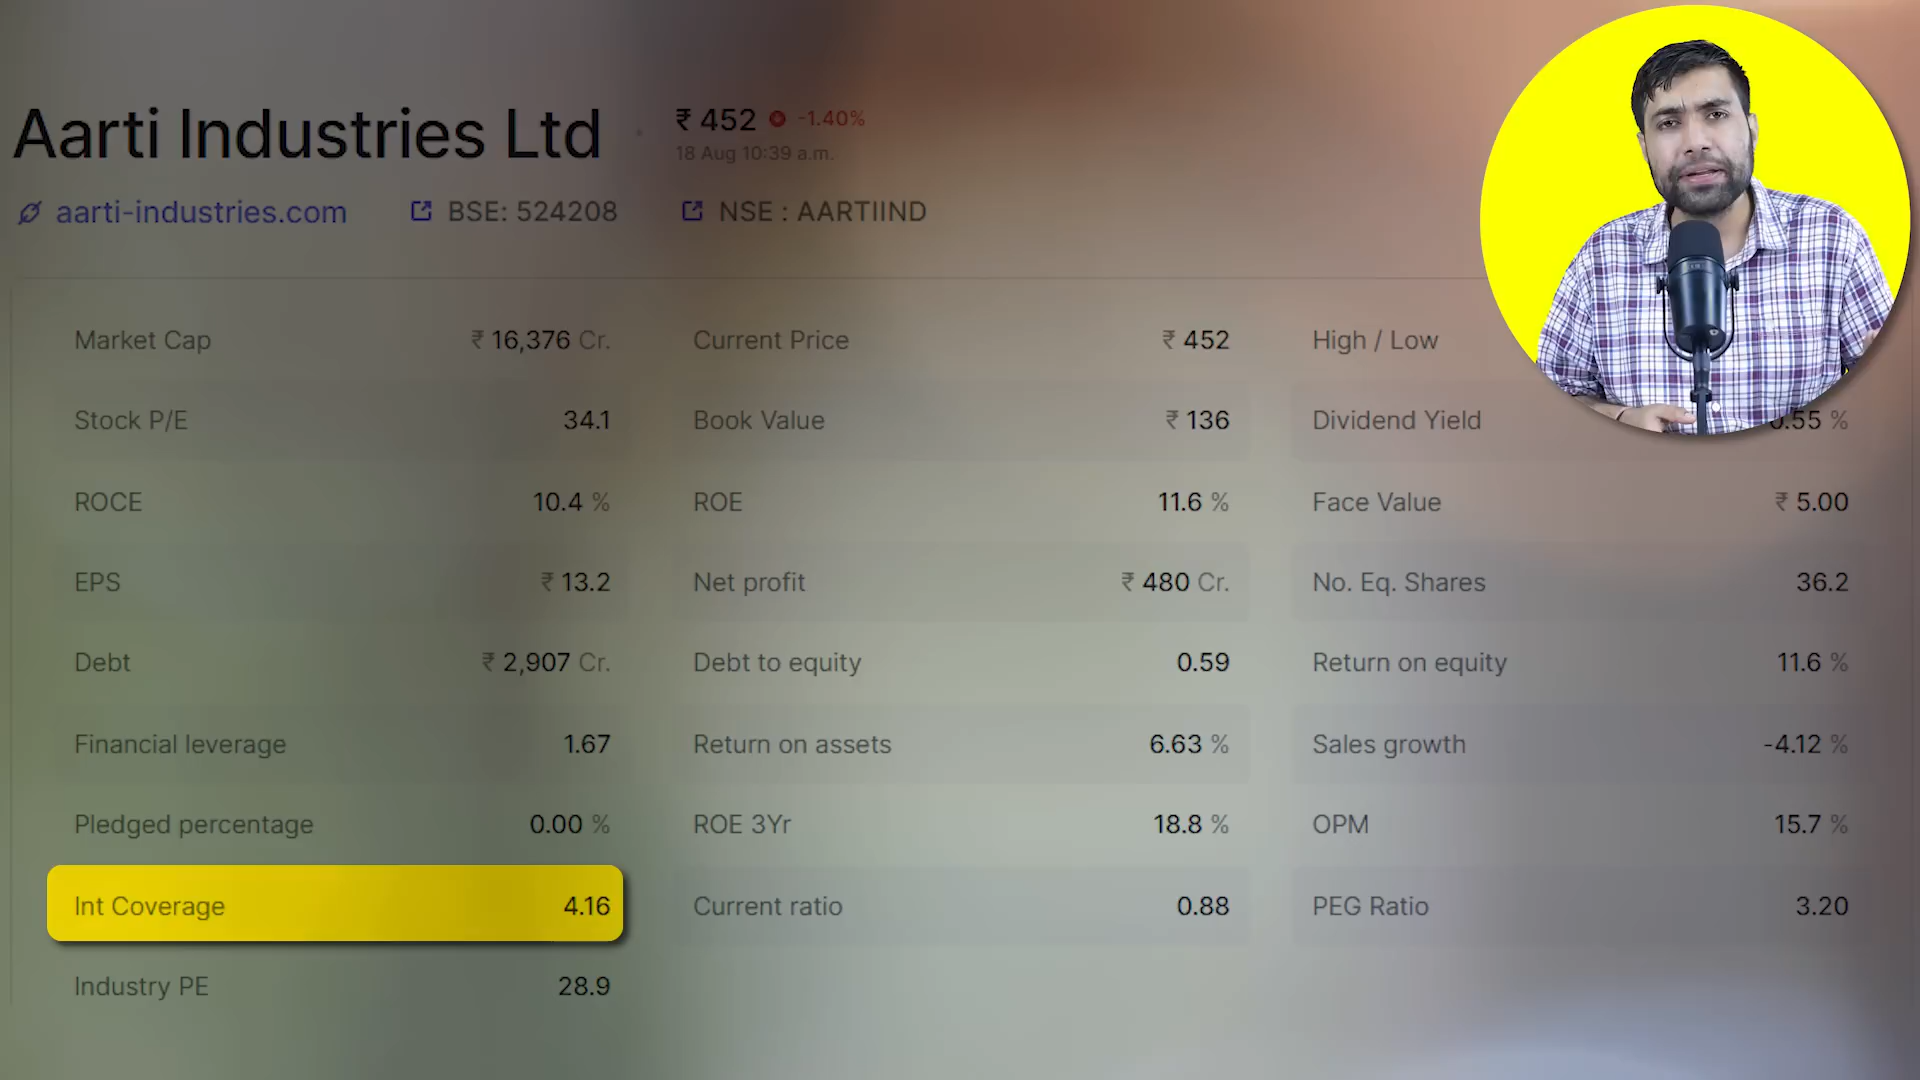 Aarti Industries Ltd
₹ 452 -1.40%
18 Aug 10:39 a.m.
aarti-industries.com BSE: 524208 NSE : AARTIIND
Market Cap ₹ 16,376 Cr. Current Price ₹ 452 High / Low
Stock P/E 34.1 Book Value ₹ 136 Dividend Yield 0.55 %
ROCE 10.4 % ROE 11.6 % Face Value ₹ 5.00
EPS ₹ 13.2 Net profit ₹ 480 Cr. No. Eq. Shares 36.2
Debt ₹ 2,907 Cr. Debt to equity 0.59 Return on equity 11.6 %
Financial leverage 1.67 Return on assets 6.63 % Sales growth -4.12 %
Pledged percentage 0.00 % ROE 3Yr 18.8 % OPM 15.7 %
Int Coverage 4.16 Current ratio 0.88 PEG Ratio 3.20
Industry PE 28.9